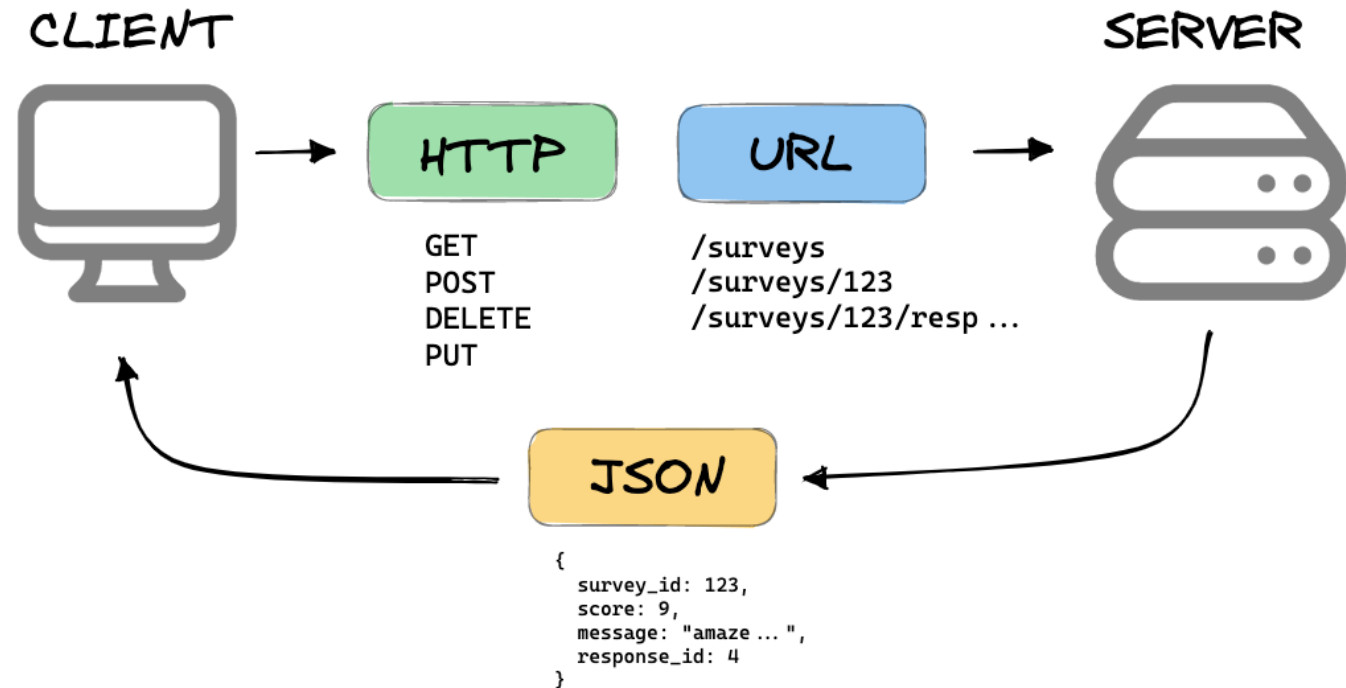 CLIENT
SERVER
HTTP
URL
GET
POST
DELETE
PUT
/surveys
/surveys/123
/surveys/123/resp ...
JSON
{
  survey_id: 123,
  score: 9,
  message: "amaze ... ",
  response_id: 4
}